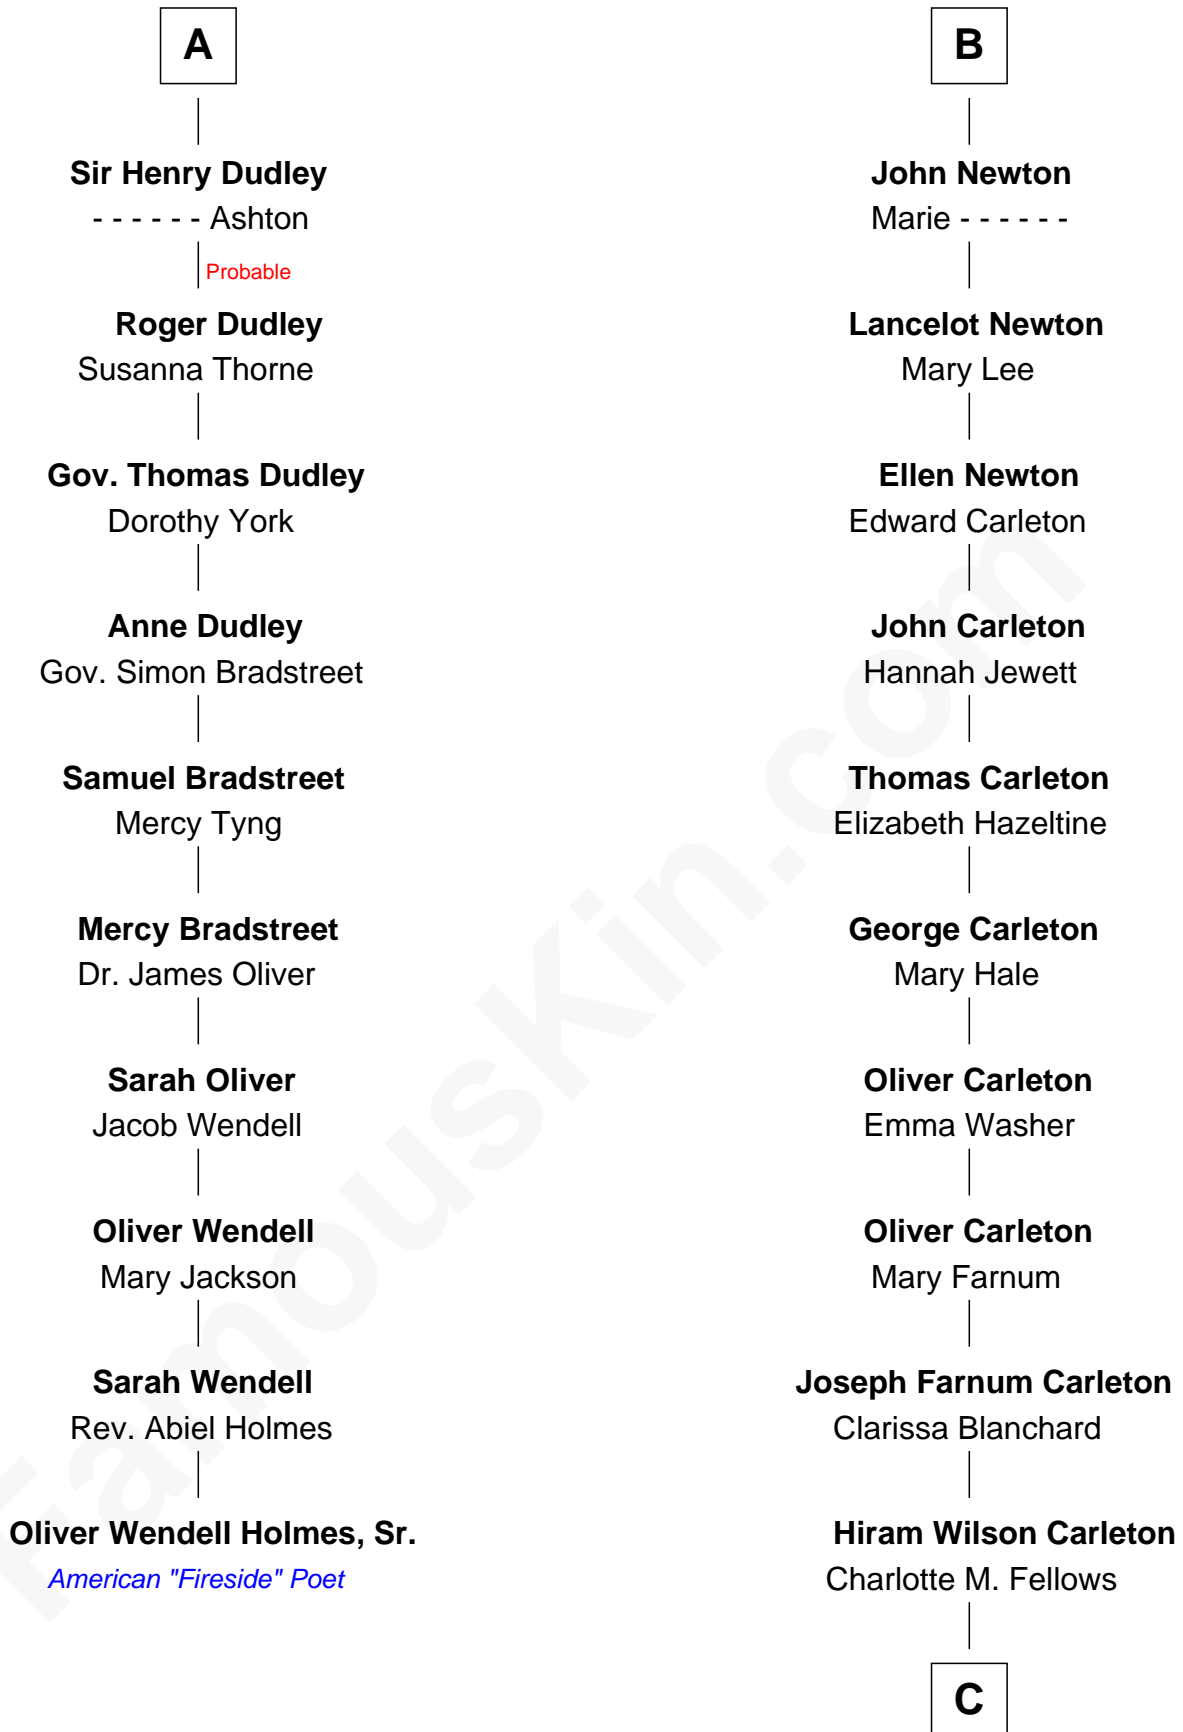 A
Sir Henry Dudley
- - - - - - Ashton
Probable
Roger Dudley
Susanna Thorne
Gov. Thomas Dudley
Dorothy York
Anne Dudley
Gov. Simon Bradstreet
Samuel Bradstreet
Mercy Tyng
Mercy Bradstreet
Dr. James Oliver
Sarah Oliver
Jacob Wendell
Oliver Wendell
Mary Jackson
Sarah Wendell
Rev. Abiel Holmes
Oliver Wendell Holmes, Sr.
American "Fireside" Poet
B
John Newton
Marie - - - - - -
Lancelot Newton
Mary Lee
Ellen Newton
Edward Carleton
John Carleton
Hannah Jewett
Thomas Carleton
Elizabeth Hazeltine
George Carleton
Mary Hale
Oliver Carleton
Emma Washer
Oliver Carleton
Mary Farnum
Joseph Farnum Carleton
Clarissa Blanchard
Hiram Wilson Carleton
Charlotte M. Fellows
C
FamousKin.com